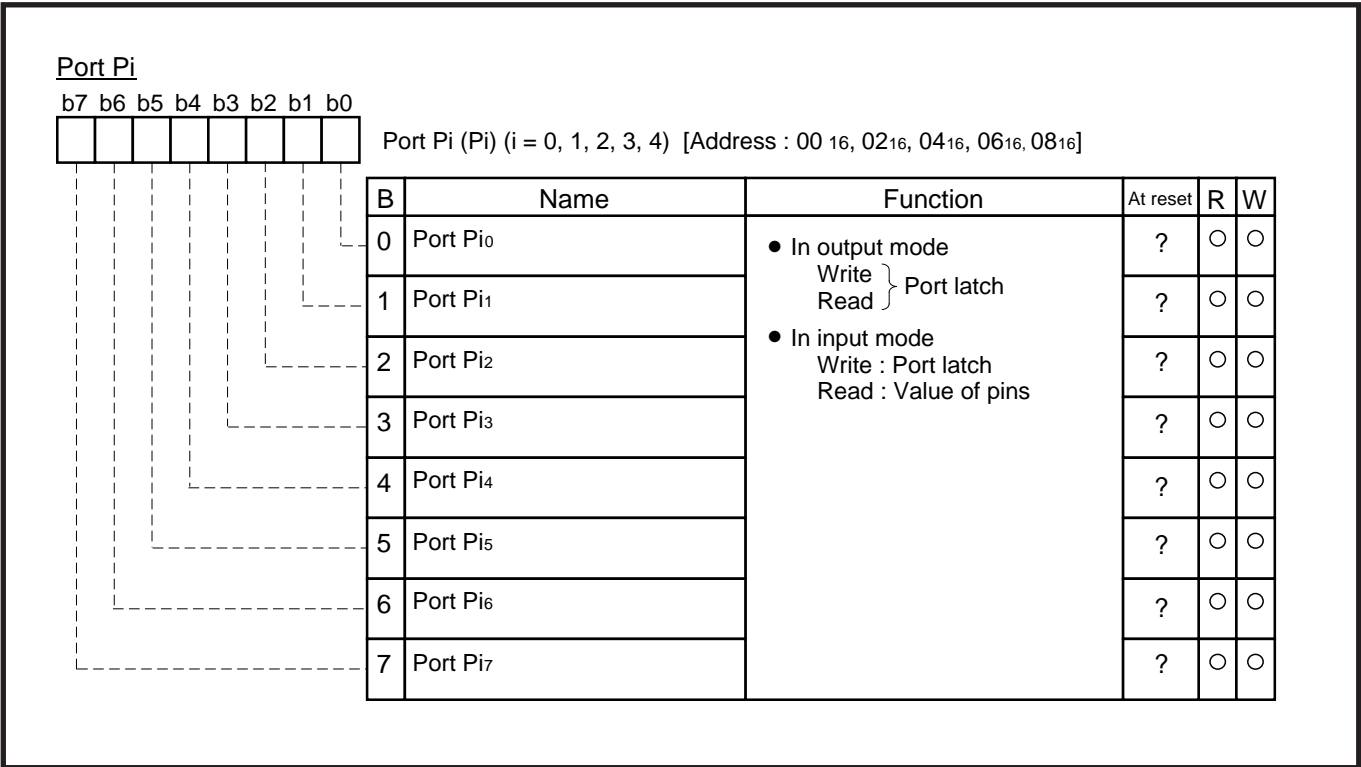 Port Pi
b7 b6 b5 b4 b3 b2 b1 b0
Port Pi (Pi) (i = 0, 1, 2, 3, 4) [Address : 00 16, 0216, 0416, 0616, 0816]
B Name Function At reset R W
0 Port Pi0 ? ○ ○
● In output mode
Write
Read } Port latch
1 Port Pi1 ? ○ ○
● In input mode
Write : Port latch
Read : Value of pins
2 Port Pi2 ? ○ ○
3 Port Pi3 ? ○ ○
4 Port Pi4 ? ○ ○
5 Port Pi5 ? ○ ○
6 Port Pi6 ? ○ ○
7 Port Pi7 ? ○ ○